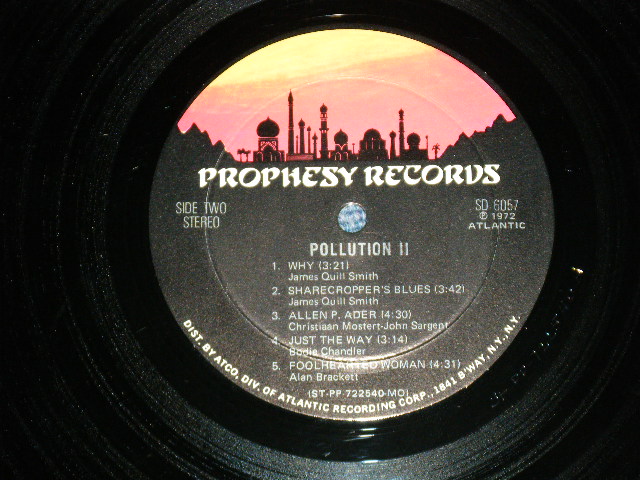 PROPHESY RECORDS
SIDE TWO
STEREO
SD 6057
℗ 1972
ATLANTIC
POLLUTION II
1. WHY (3:21)
James Quill Smith
2. SHARECROPPER'S BLUES (3:42)
James Quill Smith
3. ALLEN P. ADER (4:30)
Christiaan Mostert-John Sargent
4. JUST THE WAY (3:14)
Bodie Chandler
5. FOOLHEARTED WOMAN (4:31)
Alan Brackett
(ST-PP-722540-MO)
DIST. BY ATCO, DIV. OF ATLANTIC RECORDING CORP., 1841 B'WAY, N.Y., N.Y.